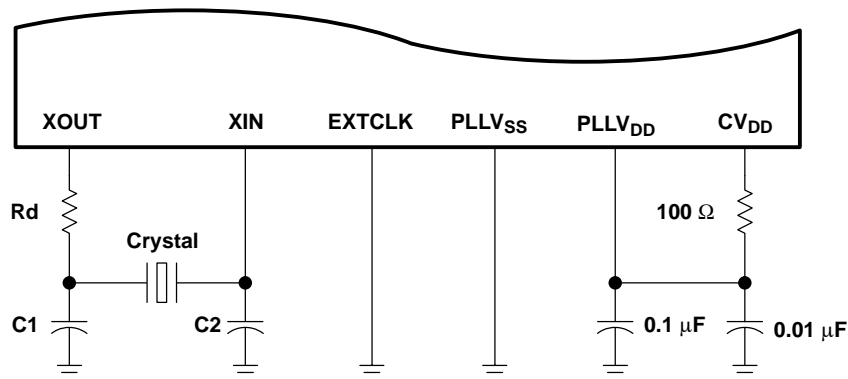 XOUT XIN EXTCLK PLLVSS PLLVDD CVDD
Rd 100 Ω
Crystal
C1 C2 0.1 μF 0.01 μF